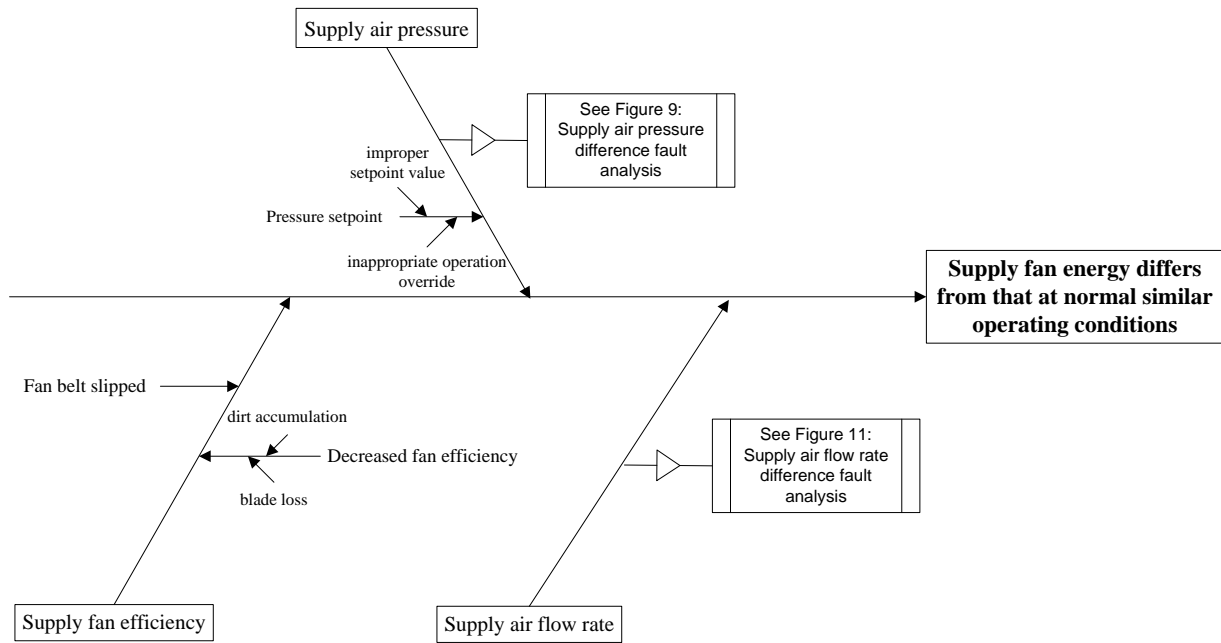 Supply air pressure
See Figure 9:
Supply air pressure
difference fault
analysis
improper
setpoint value
Pressure setpoint
inappropriate operation
override
Supply fan energy differs
from that at normal similar
operating conditions
Fan belt slipped
dirt accumulation
Decreased fan efficiency
blade loss
See Figure 11:
Supply air flow rate
difference fault
analysis
Supply fan efficiency
Supply air flow rate